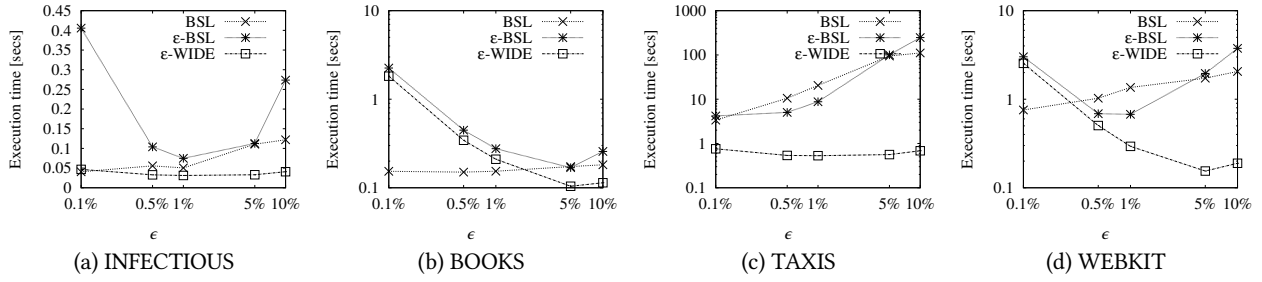 Execution time [secs]
0.45
0.4
0.35
0.3
0.25
0.2
0.15
0.1
0.05
0
BSL
ε-BSL
ε-WIDE
0.1% 0.5% 1% 5% 10%
ϵ
(a) INFECTIOUS
Execution time [secs]
10
1
0.1
BSL
ε-BSL
ε-WIDE
0.1% 0.5% 1% 5% 10%
ϵ
(b) BOOKS
Execution time [secs]
1000
100
10
1
0.1
BSL
ε-BSL
ε-WIDE
0.1% 0.5% 1% 5% 10%
ϵ
(c) TAXIS
Execution time [secs]
10
1
0.1
BSL
ε-BSL
ε-WIDE
0.1% 0.5% 1% 5% 10%
ϵ
(d) WEBKIT